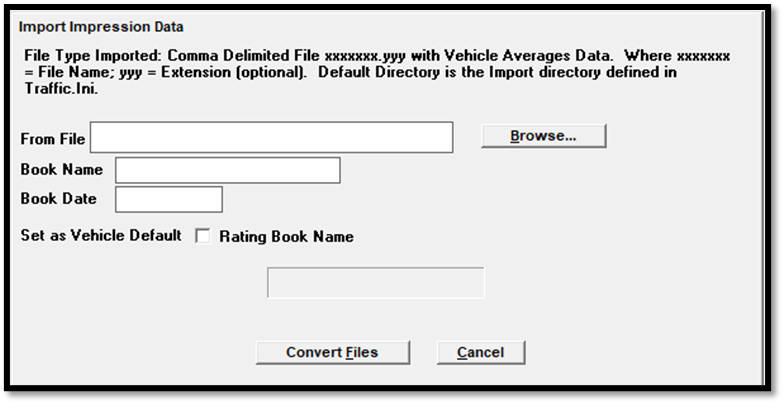 Import Impression Data
File Type Imported: Comma Delimited File xxxxxxx.yyy with Vehicle Averages Data.  Where xxxxxxx
= File Name; yyy = Extension (optional).  Default Directory is the Import directory defined in
Traffic.Ini.
From File
Browse...
Book Name
Book Date
Set as Vehicle Default Rating Book Name
Convert Files Cancel